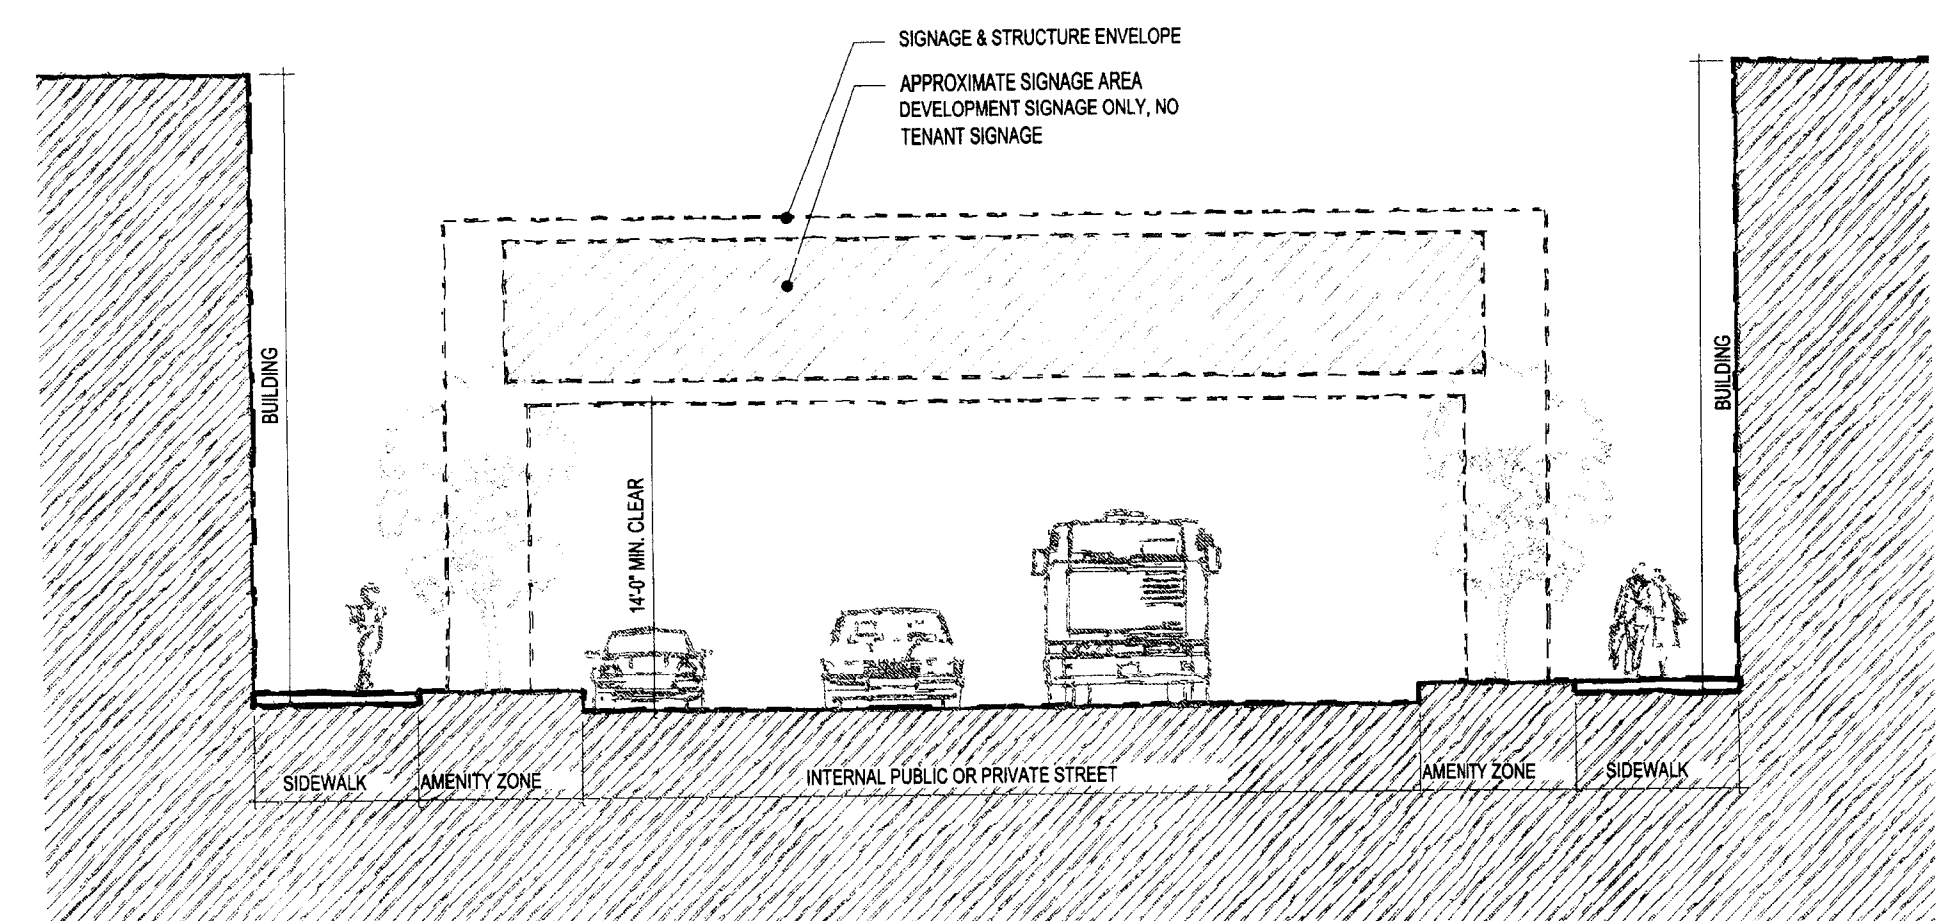 SIGNAGE & STRUCTURE ENVELOPE
APPROXIMATE SIGNAGE AREA
DEVELOPMENT SIGNAGE ONLY, NO
TENANT SIGNAGE
BUILDING
BUILDING
14'-0" MIN. CLEAR
SIDEWALK
AMENITY ZONE
INTERNAL PUBLIC OR PRIVATE STREET
AMENITY ZONE
SIDEWALK